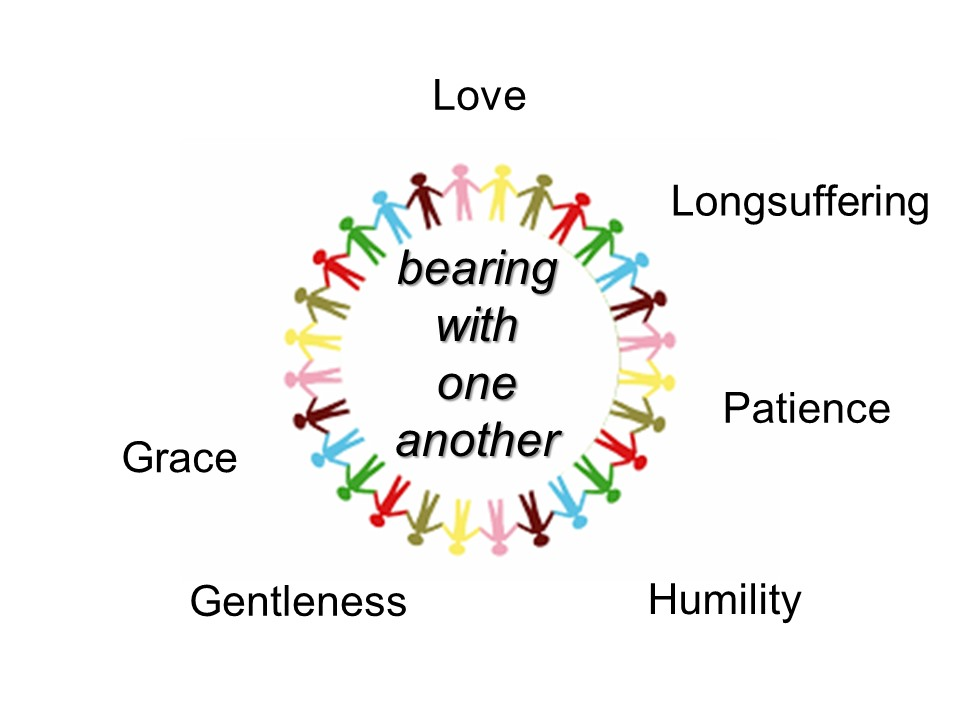 Love
Longsuffering
bearing
with
one
another
Patience
Grace
Gentleness
Humility